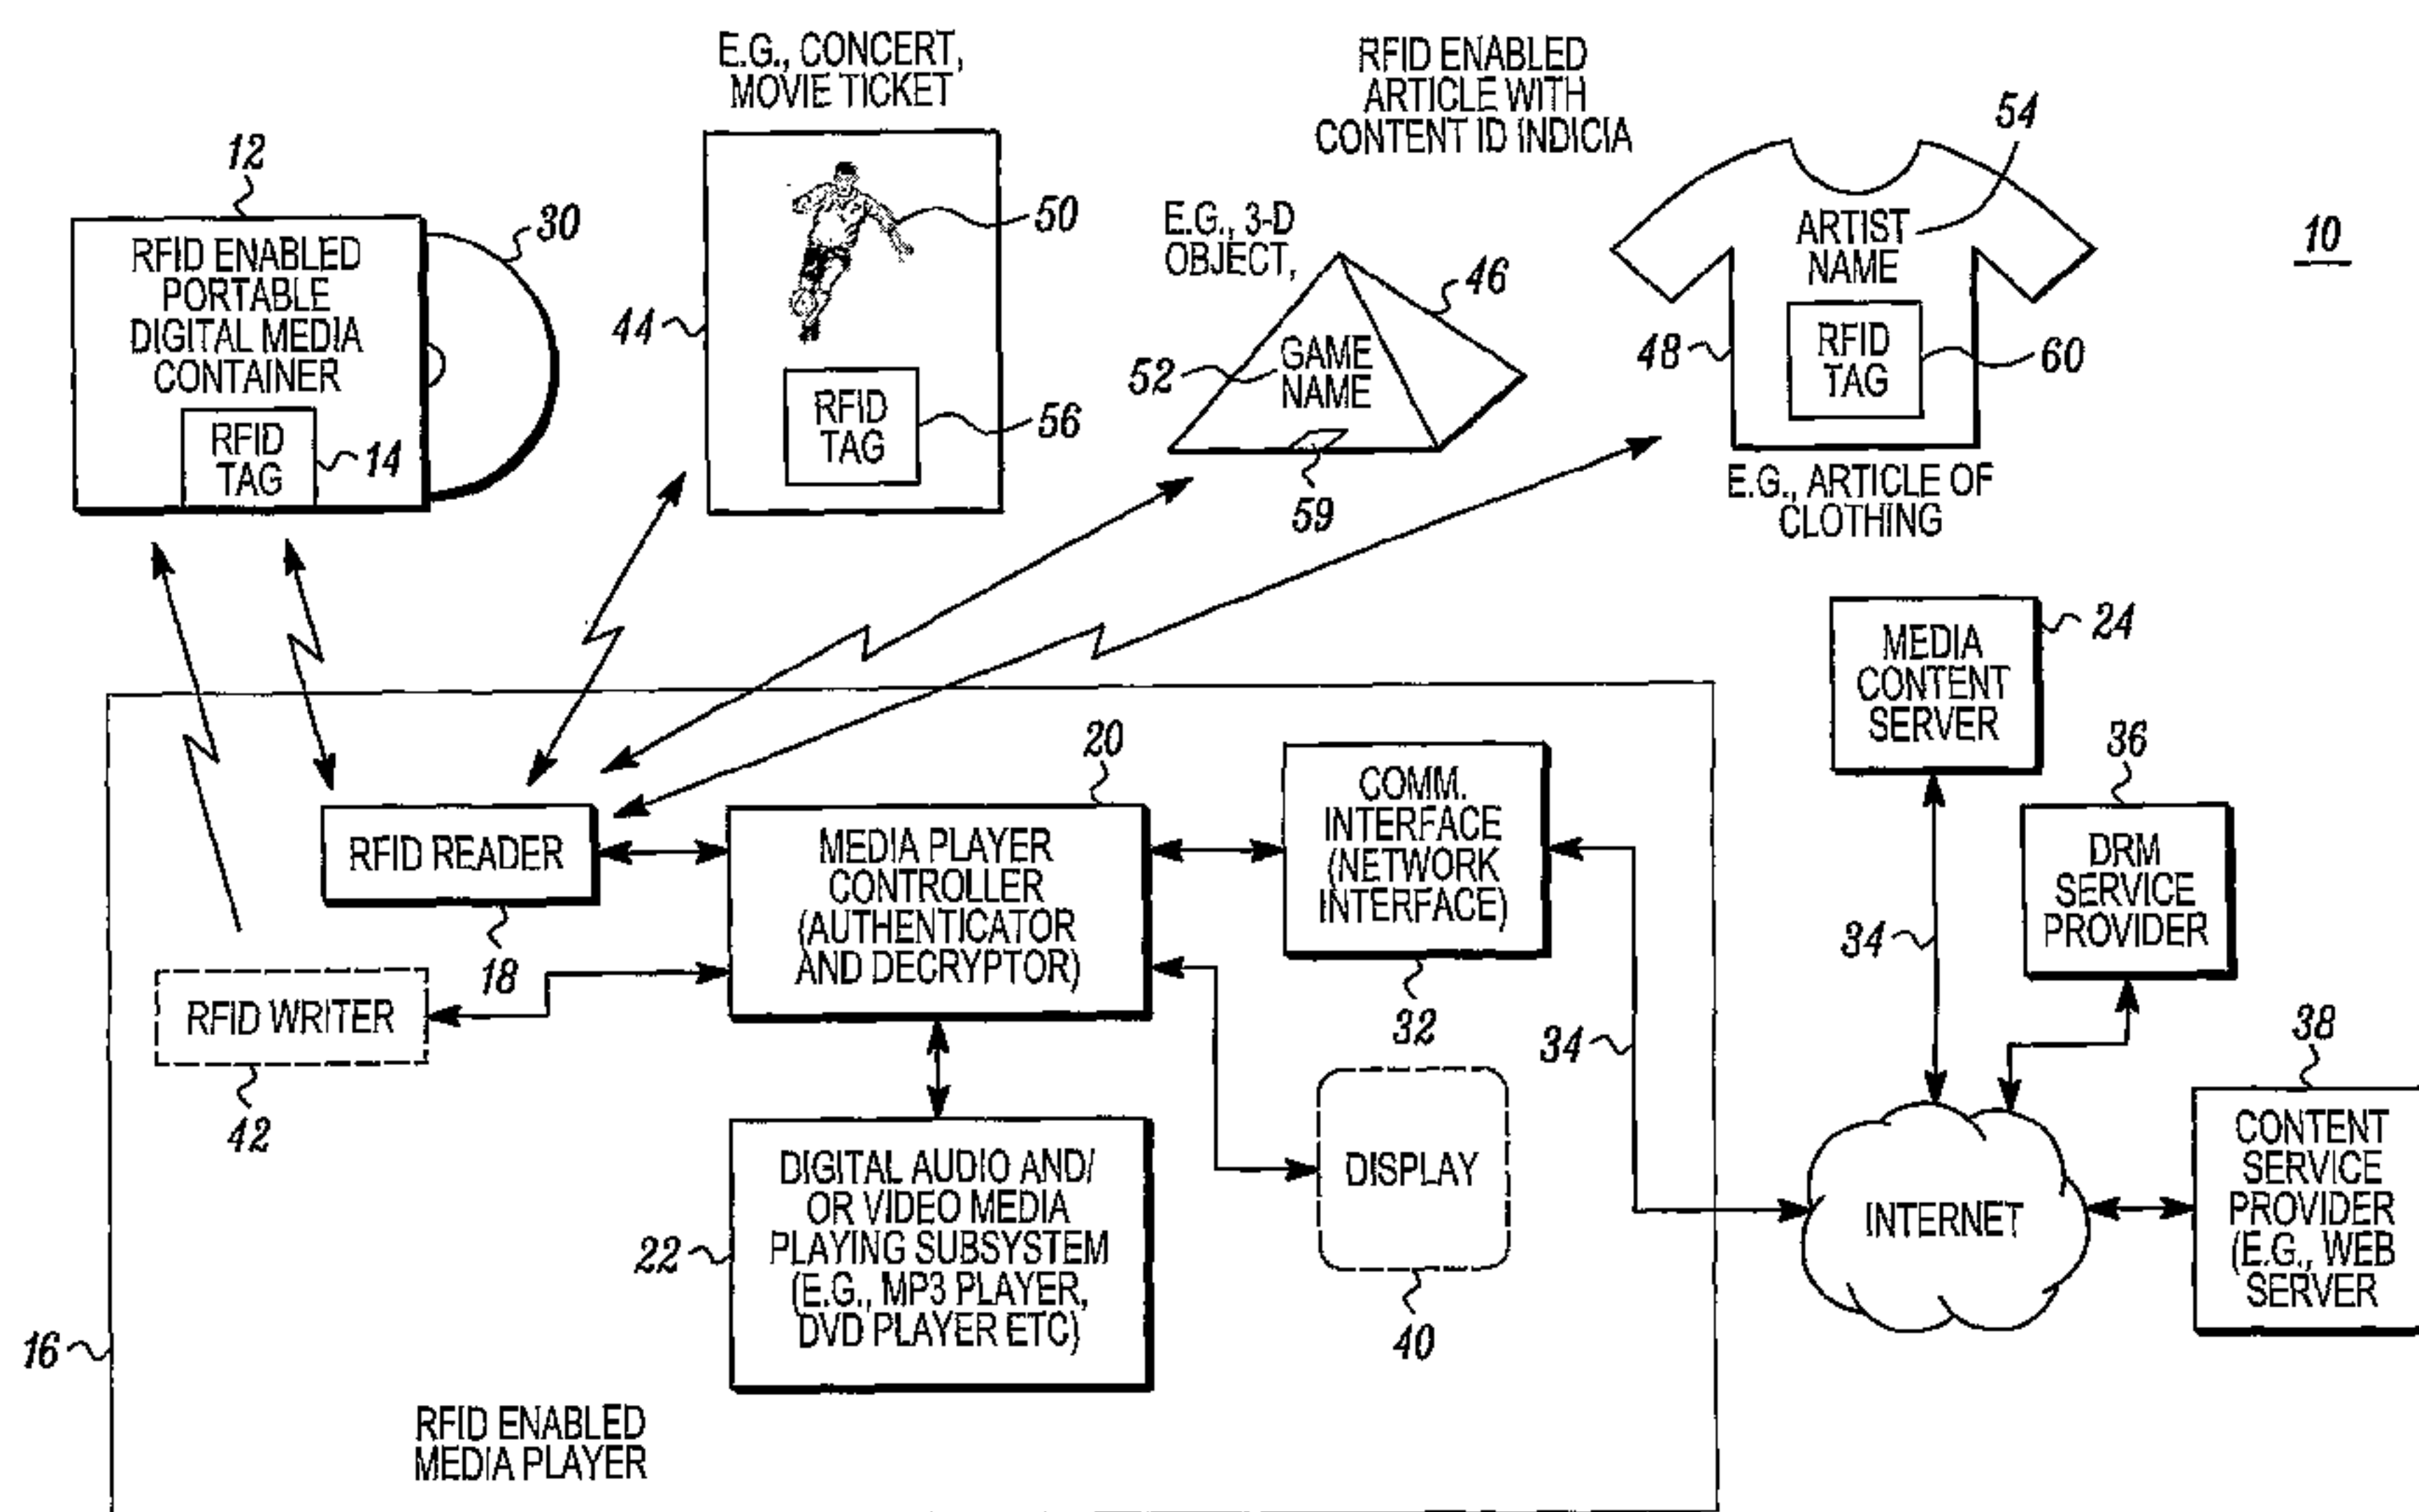 E.G., CONCERT,
MOVIE TICKET
RFID ENABLED
ARTICLE WITH
CONTENT ID INDICIA
54
12
30
50
E.G., 3-D
OBJECT,
ARTIST
NAME
10
RFID ENABLED
PORTABLE
DIGITAL MEDIA
CONTAINER
44
46
GAME
NAME
52
48
RFID
TAG
60
RFID
TAG
14
RFID
TAG
56
59
E.G., ARTICLE OF
CLOTHING
MEDIA
CONTENT
SERVER
24
20
36
RFID READER
18
MEDIA PLAYER
CONTROLLER
(AUTHENTICATOR
AND DECRYPTOR)
COMM.
INTERFACE
(NETWORK
INTERFACE)
32
34
DRM
SERVICE
PROVIDER
RFID WRITER
42
34
38
DIGITAL AUDIO AND/
OR VIDEO MEDIA
PLAYING SUBSYSTEM
(E.G., MP3 PLAYER,
DVD PLAYER ETC)
22
DISPLAY
40
INTERNET
CONTENT
SERVICE
PROVIDER
(E.G., WEB
SERVER
16
RFID ENABLED
MEDIA PLAYER